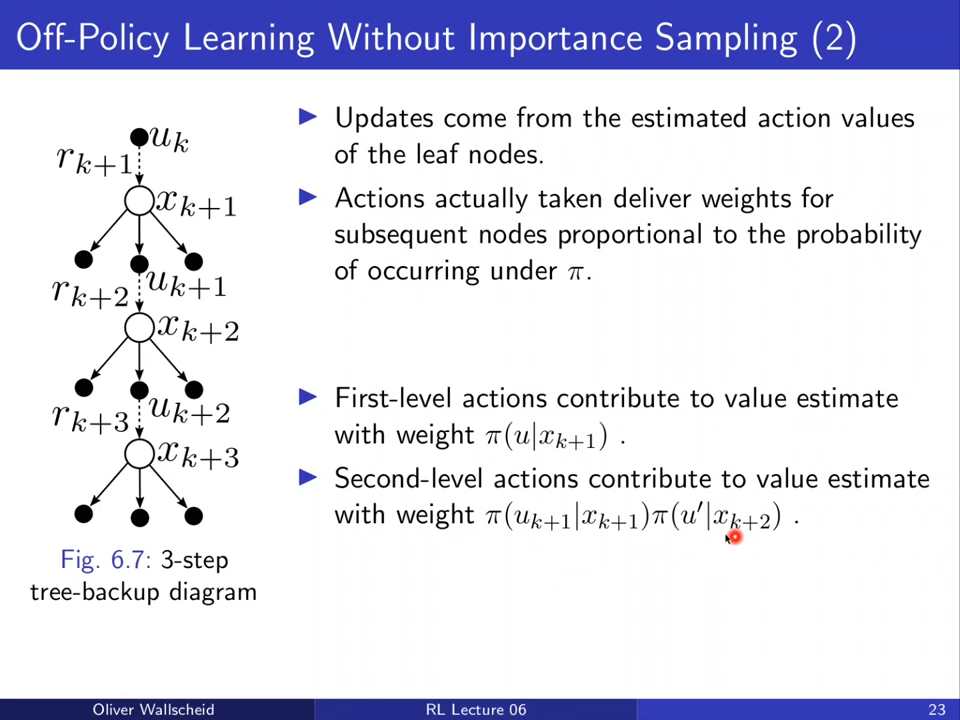 Off-Policy Learning Without Importance Sampling (2)
u_k
r_{k+1}
x_{k+1}
r_{k+2}
u_{k+1}
x_{k+2}
r_{k+3}
u_{k+2}
x_{k+3}
Fig. 6.7: 3-step
tree-backup diagram
▶ Updates come from the estimated action values
of the leaf nodes.
▶ Actions actually taken deliver weights for
subsequent nodes proportional to the probability
of occurring under π.
▶ First-level actions contribute to value estimate
with weight π(u|x_{k+1}) .
▶ Second-level actions contribute to value estimate
with weight π(u_{k+1}|x_{k+1})π(u′|x_{k+2}) .
Oliver Wallscheid
RL Lecture 06
23